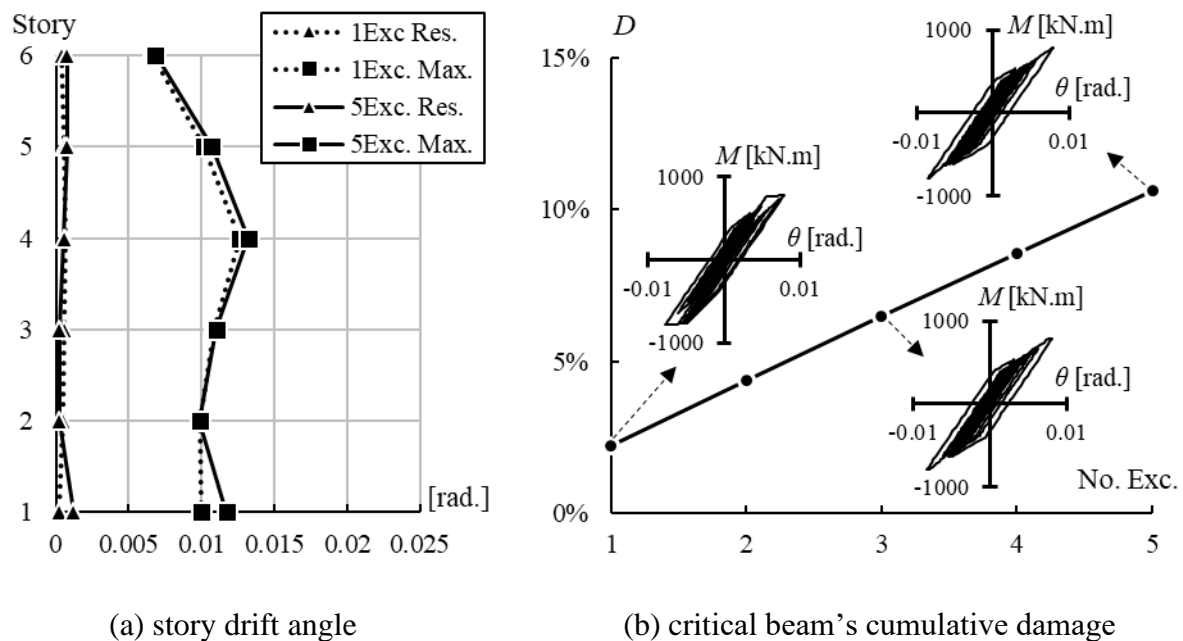 Story
6
5
4
3
2
1
0 0.005 0.01 0.015 0.02 0.025
[rad.]
1Exc Res.
1Exc. Max.
5Exc. Res.
5Exc. Max.
(a) story drift angle
D
15%
10%
5%
0%
1 2 3 4 5
No. Exc.
M [kN.m]
1000
θ [rad.]
-0.01 0.01
-1000
M [kN.m]
1000
θ [rad.]
-0.01 0.01
-1000
M [kN.m]
1000
θ [rad.]
-0.01 0.01
-1000
(b) critical beam's cumulative damage